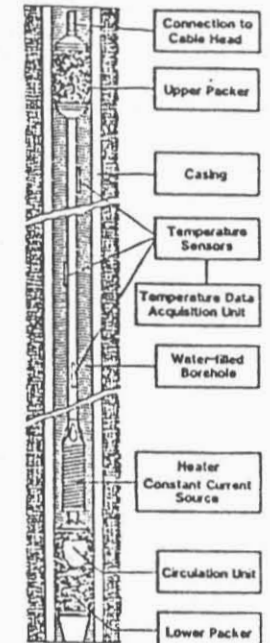 Connection to
Cable Head
Upper Packer
Casing
Temperature
Sensors
Temperature Data
Acquisition Unit
Water-filled
Borehole
Heater
Constant Current
Source
Circulation Unit
Lower Packer